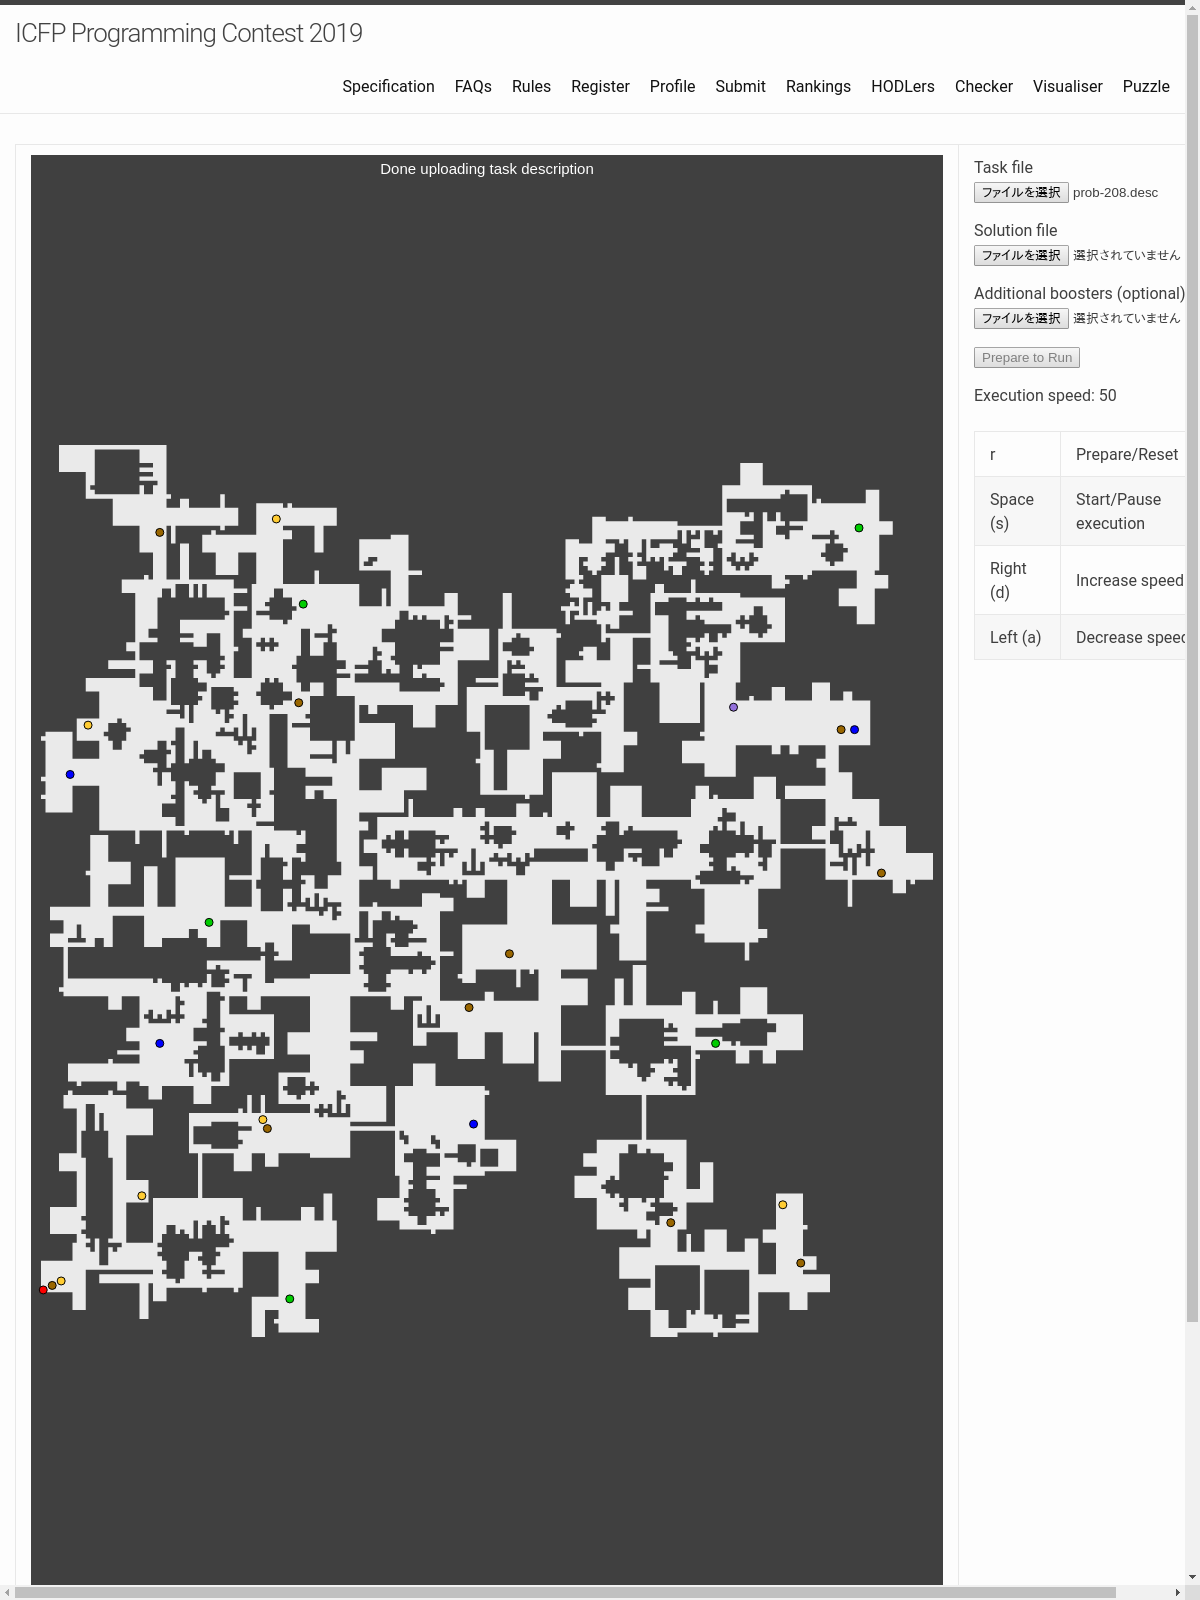 ICFP Programming Contest 2019
Specification FAQs Rules Register Profile Submit Rankings HODLers Checker Visualiser Puzzle
Done uploading task description
Task file
ファイルを選択 prob-208.desc
Solution file
ファイルを選択 選択されていません
Additional boosters (optional)
ファイルを選択 選択されていません
Prepare to Run
Execution speed: 50
r Prepare/Reset
Space (s) Start/Pause execution
Right (d) Increase speed
Left (a) Decrease speed